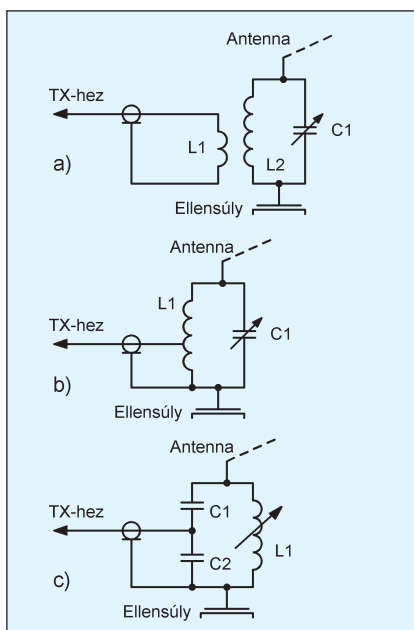 Antenna
TX-hez
L1
L2
C1
a)
Ellensúly
Antenna
L1
TX-hez
C1
b)
Ellensúly
Antenna
TX-hez
C1
C2
L1
c)
Ellensúly